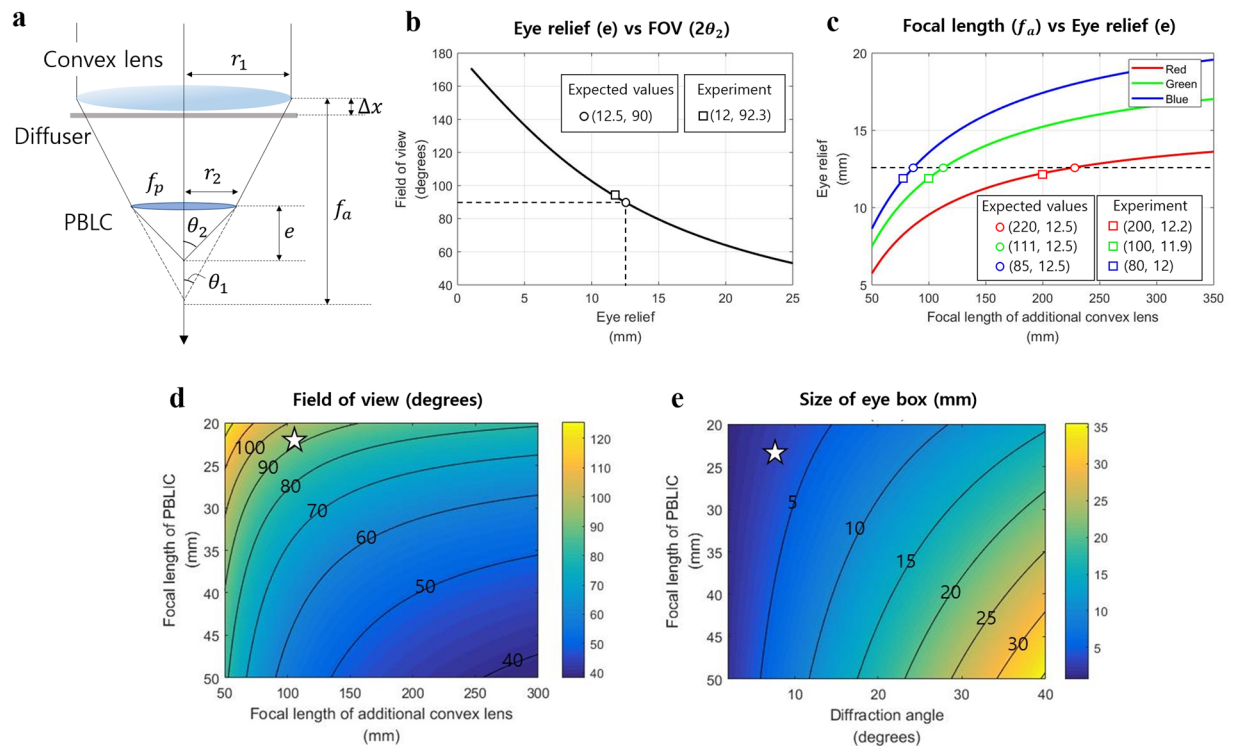 a
Convex lens
r₁
Δx
Diffuser
f_p
r₂
PBLC
θ₂
e
f_a
θ₁
b
Eye relief (e) vs FOV (2θ₂)
Field of view
(degrees)
180
160
140
120
100
80
60
40
Expected values
(12.5, 90)
Experiment
(12, 92.3)
0 5 10 15 20 25
Eye relief
(mm)
c
Focal length (f_a) vs Eye relief (e)
Eye relief
(mm)
20
15
10
5
Red
Green
Blue
Expected values
(220, 12.5)
(111, 12.5)
(85, 12.5)
Experiment
(200, 12.2)
(100, 11.9)
(80, 12)
50 100 150 200 250 300 350
Focal length of additional convex lens
(mm)
d
Field of view (degrees)
Focal length of PBLIC
(mm)
20
25
30
35
40
45
50
100
90
80
70
60
50
40
50 100 150 200 250 300
Focal length of additional convex lens
(mm)
120
110
100
90
80
70
60
50
40
e
Size of eye box (mm)
Focal length of PBLIC
(mm)
20
25
30
35
40
45
50
5
10
15
20
25
30
10 20 30 40
Diffraction angle
(degrees)
35
30
25
20
15
10
5